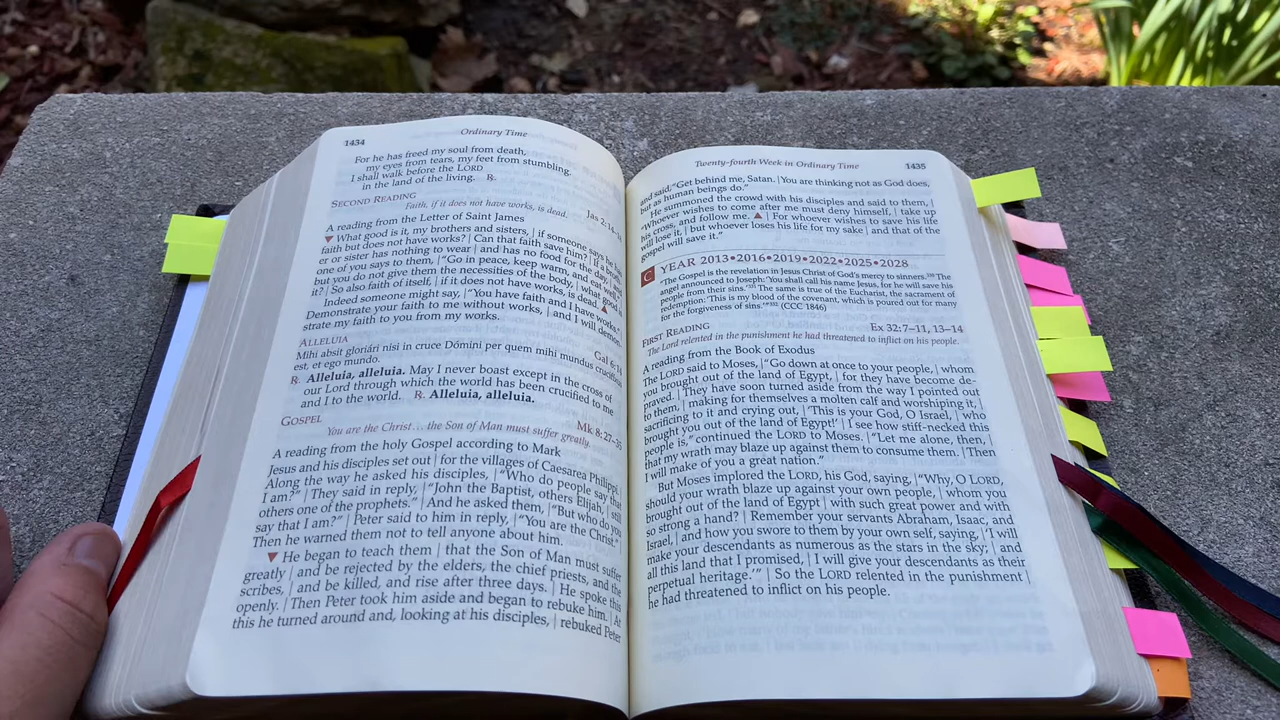 1434
Ordinary Time
For he has freed my soul from death,
my eyes from tears, my feet from stumbling.
I shall walk before the LORD
in the land of the living. ℟.
SECOND READING
Jas 2:14-
Faith, if it does not have works, is dead.
A reading from the Letter of Saint James
▼ What good is it, my brothers and sisters, | if someone says he has
faith but does not have works? | Can that faith save him? | If a
er or sister has nothing to wear | and has no food for the day, | and
one of you says to them, | “Go in peace, keep warm, and eat well,”
but you do not give them the necessities of the body, | what good is
it? | So also faith of itself, | if it does not have works, is dead. ▲
Indeed someone might say, | “You have faith and I have works.”
Demonstrate your faith to me without works, | and I will demon-
strate my faith to you from my works.
ALLELUIA
Gal 6:14
Mihi absit gloriári nisi in cruce Dómini per quem mihi mundus crucifíxus
est, et ego mundo.
℟. Alleluia, alleluia. May I never boast except in the cross of
our Lord through which the world has been crucified to me
and I to the world. ℟. Alleluia, alleluia.
GOSPEL
Mk 8:27-35
You are the Christ… the Son of Man must suffer greatly.
A reading from the holy Gospel according to Mark
Jesus and his disciples set out | for the villages of Caesarea Philippi. |
Along the way he asked his disciples, | “Who do people say that
I am?” | They said in reply, | “John the Baptist, others Elijah, | still
others one of the prophets.” | And he asked them, | “But who do you
say that I am?” | Peter said to him in reply, | “You are the Christ.” |
Then he warned them not to tell anyone about him.
▼ He began to teach them | that the Son of Man must suffer
greatly | and be rejected by the elders, the chief priests, and the
scribes, | and be killed, and rise after three days. | He spoke this
openly. | Then Peter took him aside and began to rebuke him. | At
this he turned around and, looking at his disciples, | rebuked Peter
Twenty-fourth Week in Ordinary Time
1435
and said, “Get behind me, Satan. | You are thinking not as God does,
but as human beings do.”
He summoned the crowd with his disciples and said to them, |
“Whoever wishes to come after me must deny himself, | take up
his cross, and follow me. ▲ | For whoever wishes to save his life
will lose it, | but whoever loses his life for my sake | and that of the
gospel will save it.”
C YEAR 2013•2016•2019•2022•2025•2028
“The Gospel is the revelation in Jesus Christ of God’s mercy to sinners. The
angel announced to Joseph: ‘You shall call his name Jesus, for he will save his
people from their sins.’ The same is true of the Eucharist, the sacrament of
redemption: ‘This is my blood of the covenant, which is poured out for many
for the forgiveness of sins.’” (CCC 1846)
FIRST READING
Ex 32:7–11, 13–14
The Lord relented in the punishment he had threatened to inflict on his people.
A reading from the Book of Exodus
The LORD said to Moses, | “Go down at once to your people, | whom
you brought out of the land of Egypt, | for they have become de-
praved. | They have soon turned aside from the way I pointed out
to them, | making for themselves a molten calf and worshiping it, |
sacrificing to it and crying out, | ‘This is your God, O Israel, | who
brought you out of the land of Egypt!’ | I see how stiff-necked this
people is,” continued the LORD to Moses. | “Let me alone, then, |
that my wrath may blaze up against them to consume them. | Then
I will make of you a great nation.”
But Moses implored the LORD, his God, saying, | “Why, O LORD,
should your wrath blaze up against your own people, | whom you
brought out of the land of Egypt | with such great power and with
so strong a hand? | Remember your servants Abraham, Isaac, and
Israel, | and how you swore to them by your own self, saying, | ‘I will
make your descendants as numerous as the stars in the sky; | and
all this land that I promised, | I will give your descendants as their
perpetual heritage.’” | So the LORD relented in the punishment |
he had threatened to inflict on his people.